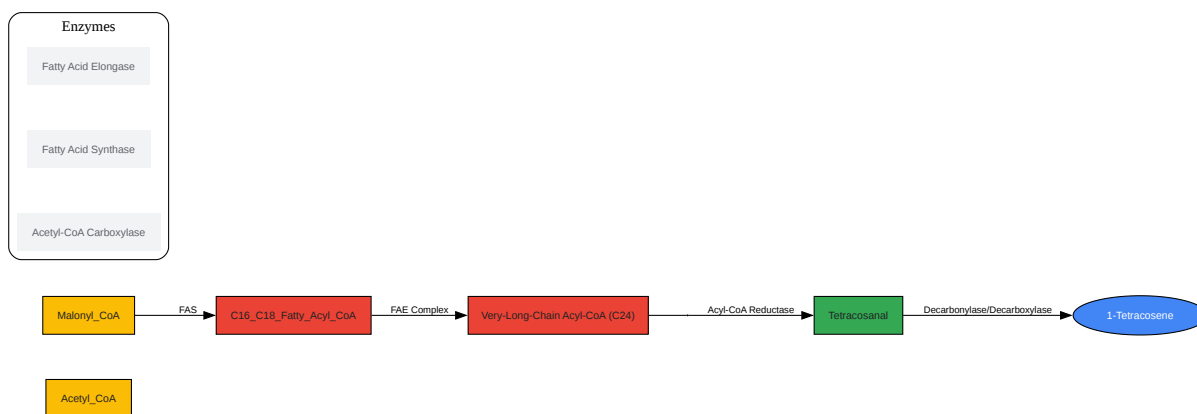 Enzymes
Fatty Acid Elongase
Fatty Acid Synthase
Acetyl-CoA Carboxylase
Malonyl_CoA
FAS
C16_C18_Fatty_Acyl_CoA
FAE Complex
Very-Long-Chain Acyl-CoA (C24)
Acyl-CoA Reductase
Tetracosanal
Decarbonylase/Decarboxylase
1-Tetracosene
Acetyl_CoA